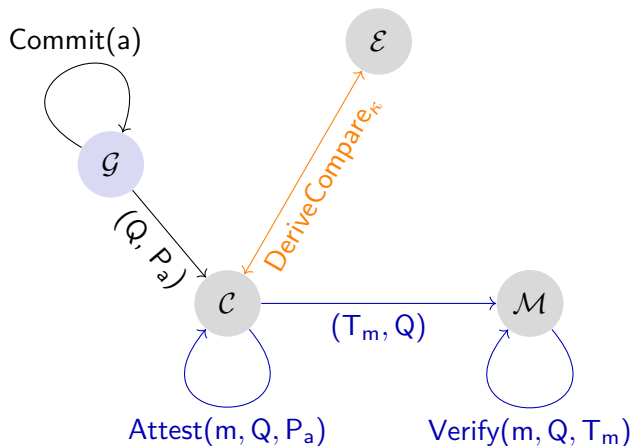 Commit(a)
ℰ
𝒢
DeriveCompare_κ
(Q, P_a)
𝒞
(T_m, Q)
ℳ
Attest(m, Q, P_a)
Verify(m, Q, T_m)